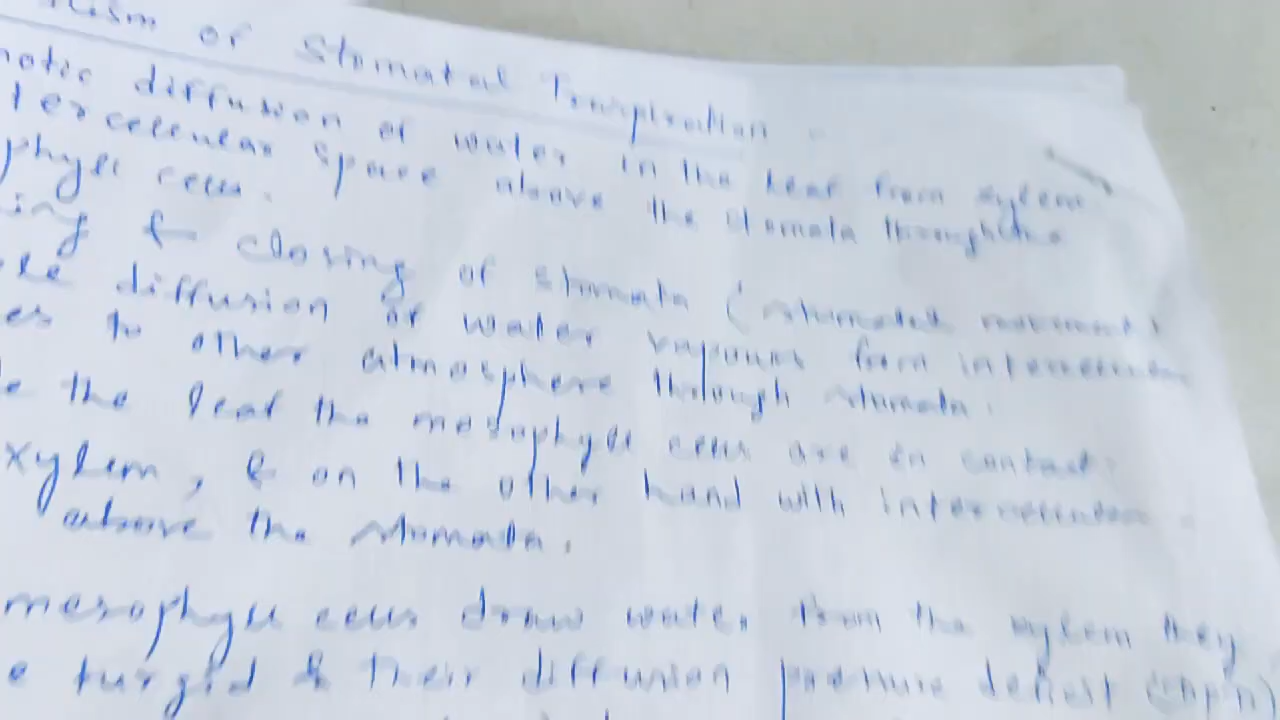 of Stomatal Transpiration
diffusion of water in the leaf from xylem
space above the stomata through the
cells.
& closing of stomata (stomatal movement)
diffusion of water vapours from intercellular
to other atmosphere through stomata.
the leaf the mesophyll cells are in contact
xylem, & on the other hand with intercellular
above the stomata.
mesophyll cells draw water from the xylem they
turgid & their diffusion pressure deficit (DPD)